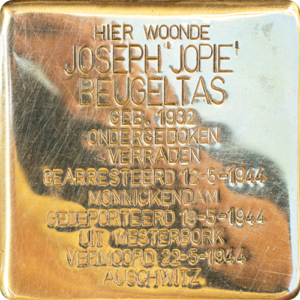 HIER WOONDE
JOSEPH 'JOPIE'
BEUGELTAS
GEB. 1932
ONDERGEDOKEN
VERRADEN
GEARRESTEERD 12-5-1944
MONNICKENDAM
GEDEPORTEERD 19-5-1944
UIT WESTERBORK
VERMOORD 22-5-1944
AUSCHWITZ